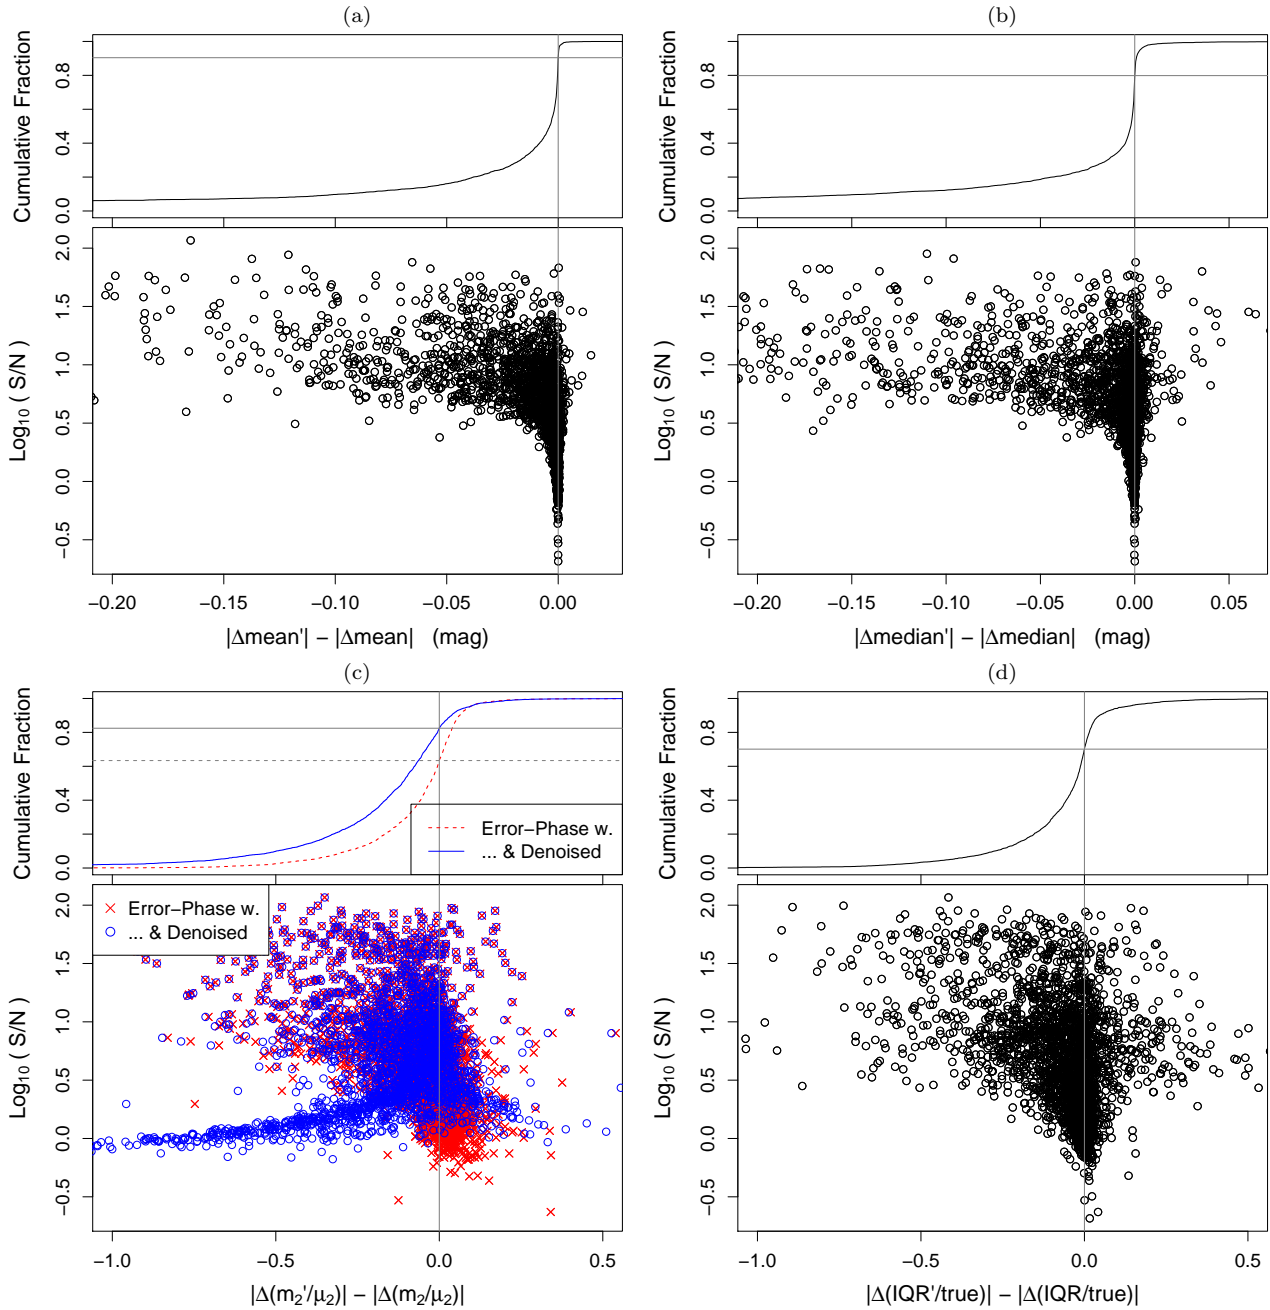 (a)
Cumulative Fraction
0.0 0.4 0.8
Log₁₀ ( S/N )
−0.5 0.0 0.5 1.0 1.5 2.0
−0.20 −0.15 −0.10 −0.05 0.00
|Δmean'| − |Δmean| (mag)
(b)
Cumulative Fraction
0.0 0.4 0.8
Log₁₀ ( S/N )
−0.5 0.0 0.5 1.0 1.5 2.0
−0.20 −0.15 −0.10 −0.05 0.00 0.05
|Δmedian'| − |Δmedian| (mag)
(c)
Cumulative Fraction
0.0 0.4 0.8
Error−Phase w.
... & Denoised
Error−Phase w.
... & Denoised
Log₁₀ ( S/N )
−0.5 0.0 0.5 1.0 1.5 2.0
−1.0 −0.5 0.0 0.5
|Δ(m₂'/μ₂)| − |Δ(m₂/μ₂)|
(d)
Cumulative Fraction
0.0 0.4 0.8
Log₁₀ ( S/N )
−0.5 0.0 0.5 1.0 1.5 2.0
−1.0 −0.5 0.0 0.5
|Δ(IQR'/true)| − |Δ(IQR/true)|